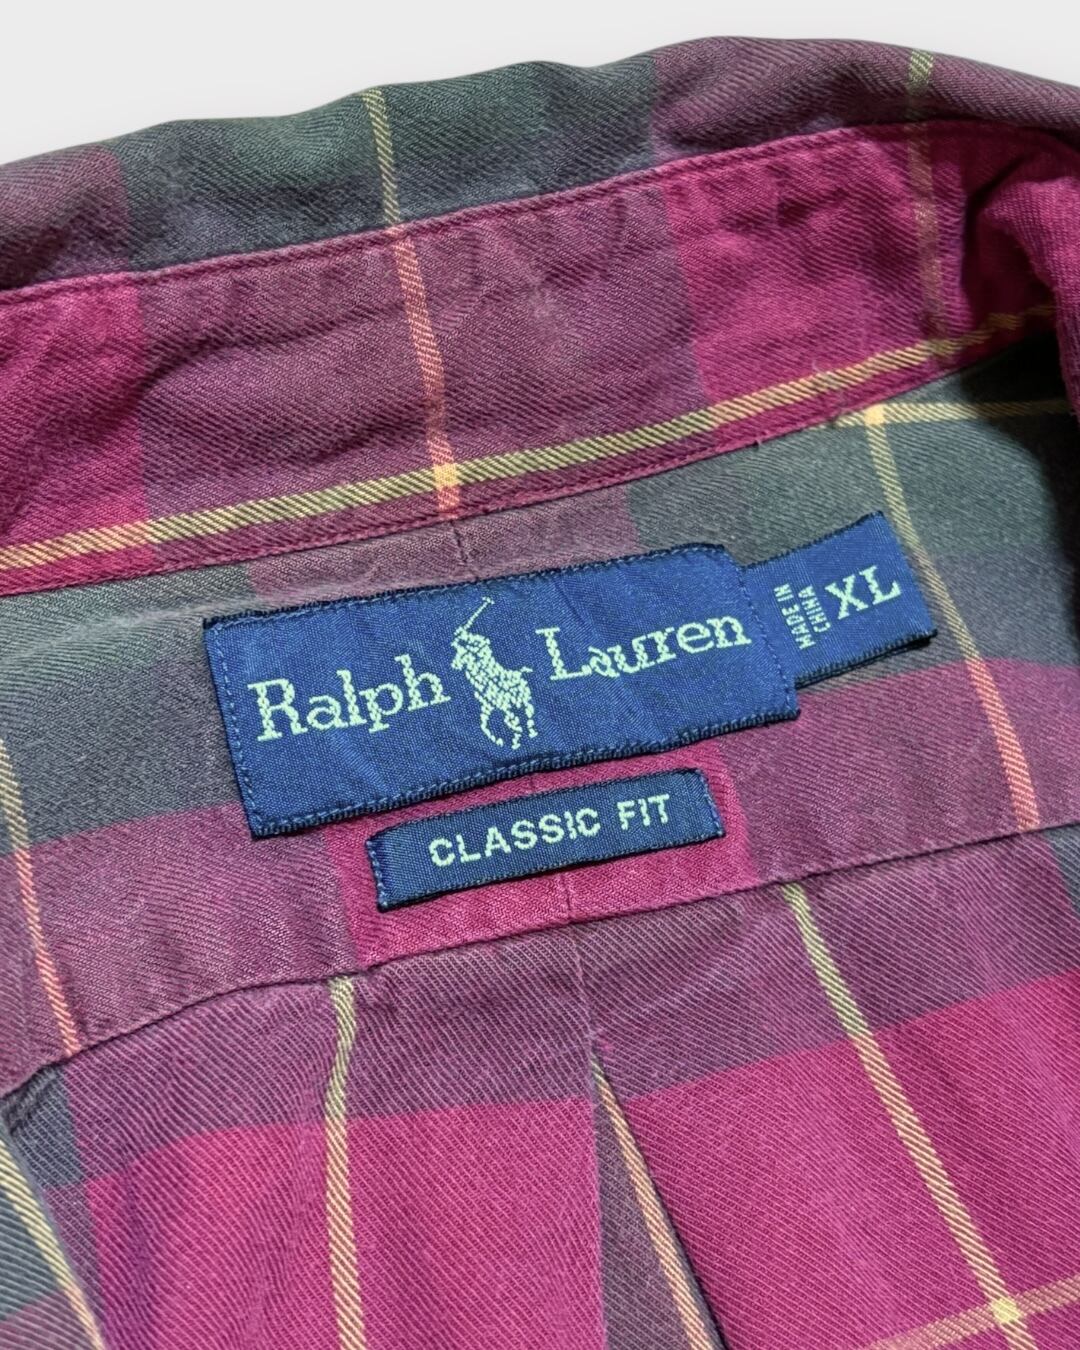 Ralph Lauren
MADE IN
CHINA
XL
CLASSIC FIT